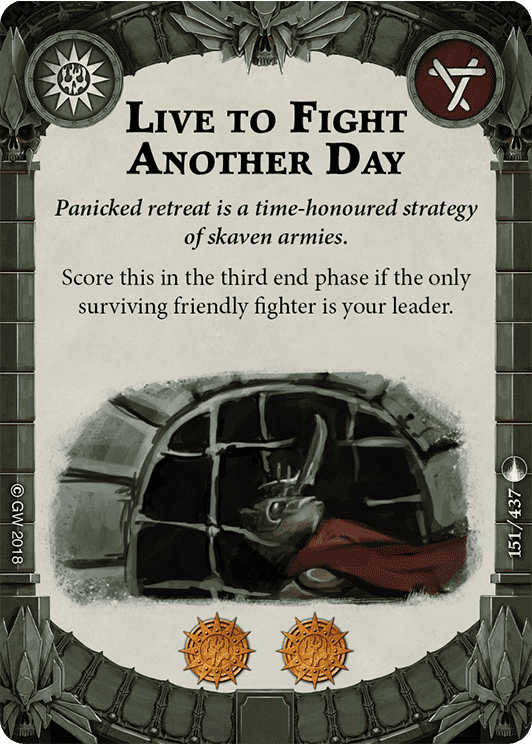 Live to Fight
Another Day
Panicked retreat is a time-honoured strategy
of skaven armies.
Score this in the third end phase if the only
surviving friendly fighter is your leader.
© GW 2018
151/437